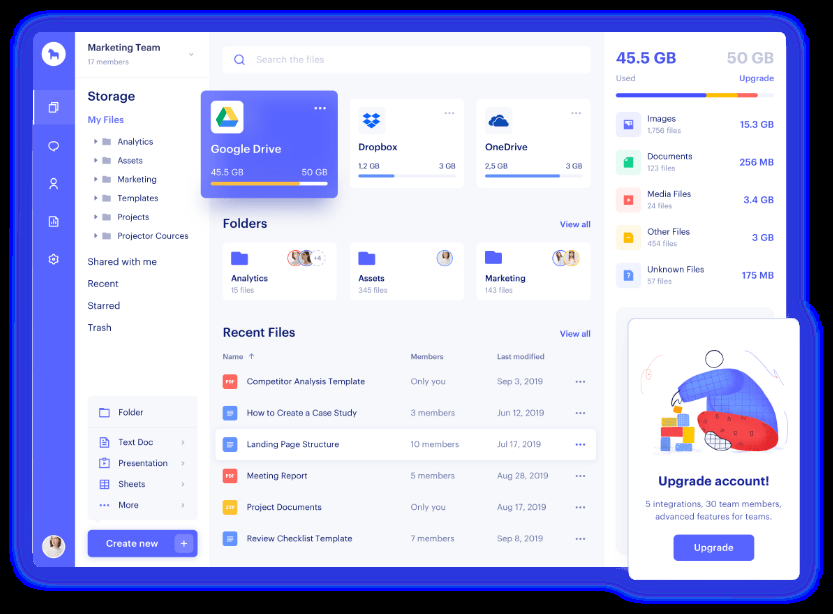 Marketing Team
17 members
Storage
My Files
Analytics
Assets
Marketing
Templates
Projects
Projector Cources
Shared with me
Recent
Starred
Trash
Folder
Text Doc
Presentation
Sheets
More
Create new +
Search the files
Google Drive
45.5 GB 50 GB
Dropbox
1,2 GB 3 GB
OneDrive
2,5 GB 3 GB
Folders View all
+4
Analytics
15 files
Assets
345 files
Marketing
143 files
Recent Files View all
Name ↑ Members Last modified
PDF Competitor Analysis Template Only you Sep 3, 2019
How to Create a Case Study 3 members Jun 12, 2019
Landing Page Structure 10 members Jul 17, 2019
PDF Meeting Report 5 members Aug 28, 2019
ZIP Project Documents Only you Aug 17, 2019
Review Checklist Template 7 members Sep 8, 2019
45.5 GB 50 GB
Used Upgrade
Images
1,756 files
15.3 GB
Documents
123 files
256 MB
Media Files
24 files
3.4 GB
Other Files
454 files
3 GB
? Unknown Files
57 files
175 MB
Upgrade account!
5 integrations, 30 team members,
advanced features for teams.
Upgrade